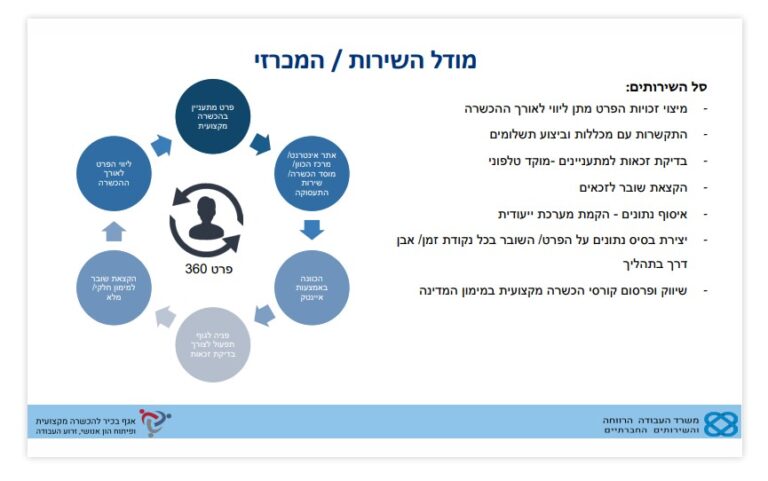 מודל השירות / המכרזי
סל השירותים:
- מיצוי זכויות הפרט מתן ליווי לאורך ההכשרה
- התקשרות עם מכללות וביצוע תשלומים
- בדיקת זכאות למתעניינים -מוקד טלפוני
- הקצאת שובר לזכאים
- איסוף נתונים - הקמת מערכת ייעודית
- יצירת בסיס נתונים על הפרט/ השובר בכל נקודת זמן/ אבן
דרך בתהליך
- שיווק ופרסום קורסי הכשרה מקצועית במימון המדינה
פרט מתעניין
בהכשרה
מקצועית
אתר אינטרנט/
מרכז הכוון/
מוסד הכשרה/
שירות
התעסוקה
הכוונה
באמצעות
איינטק
פניה לגוף
תפעול לצורך
בדיקת זכאות
הקצאת שובר
למימון חלקי/
מלא
ליווי הפרט
לאורך
ההכשרה
פרט 360
משרד העבודה הרווחה
והשירותים החברתיים
אגף בכיר להכשרה מקצועית
ופיתוח הון אנושי, זרוע העבודה